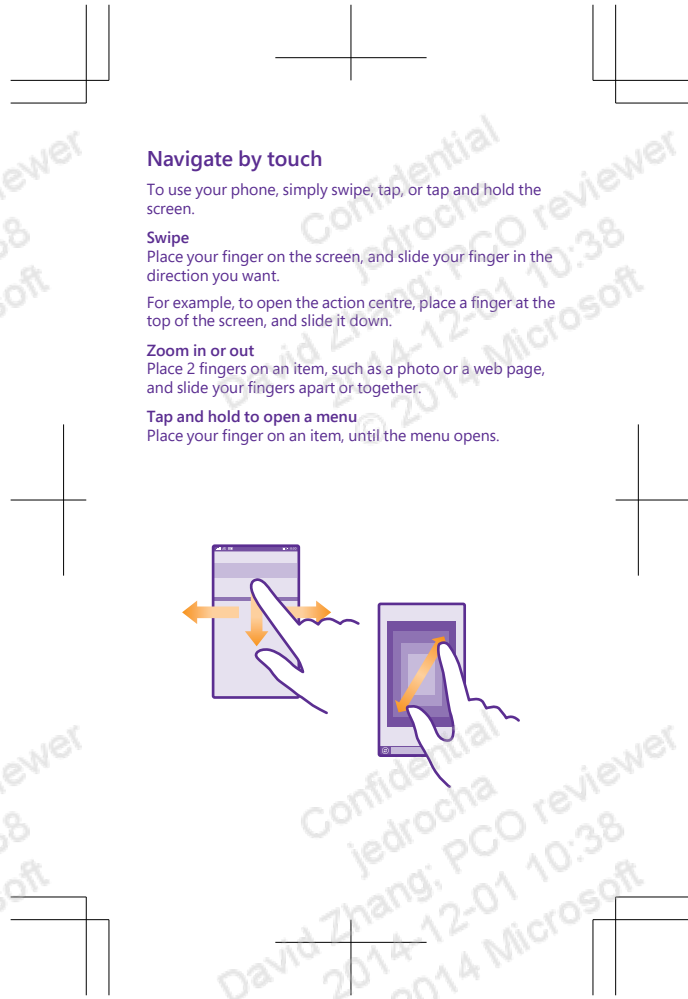 Navigate by touch
To use your phone, simply swipe, tap, or tap and hold the
screen.
Swipe
Place your finger on the screen, and slide your finger in the
direction you want.
For example, to open the action centre, place a finger at the
top of the screen, and slide it down.
Zoom in or out
Place 2 fingers on an item, such as a photo or a web page,
and slide your fingers apart or together.
Tap and hold to open a menu
Place your finger on an item, until the menu opens.
Confidential
jedrocha
David Zhang; PCO reviewer
2014-12-01 10:38
© 2014 Microsoft
ewer
oft
Confidential
jedrocha
David Zhang; PCO reviewer
2014-12-01 10:38
2014 Microsoft
ewer
oft